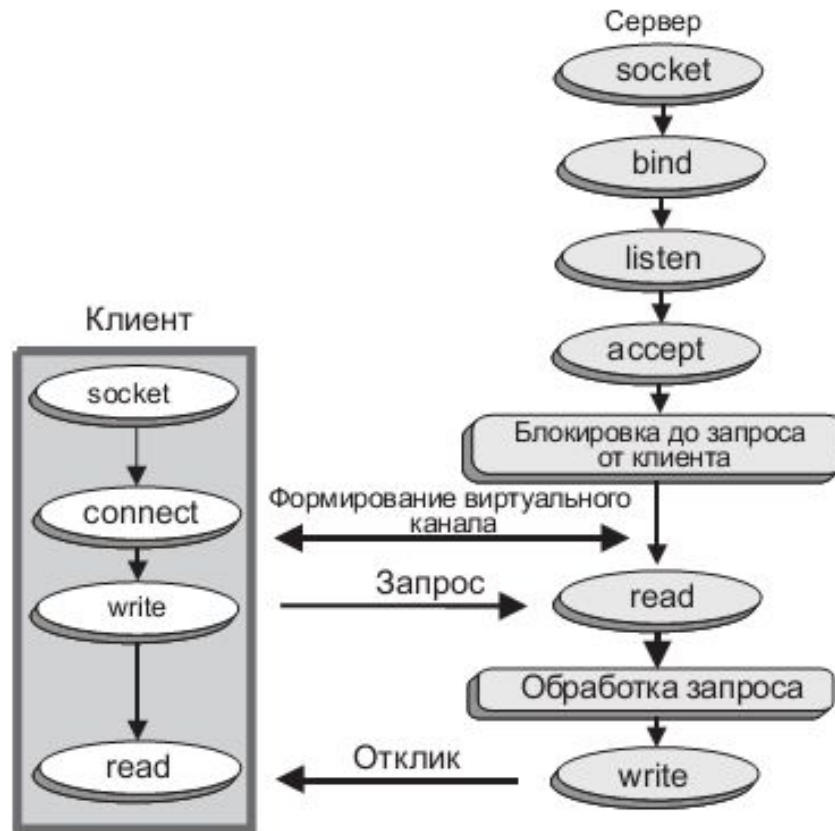 Сервер
socket
bind
listen
accept
Блокировка до запроса
от клиента
Клиент
socket
connect
write
read
Формирование виртуального
канала
Запрос
read
Обработка запроса
Отклик
write